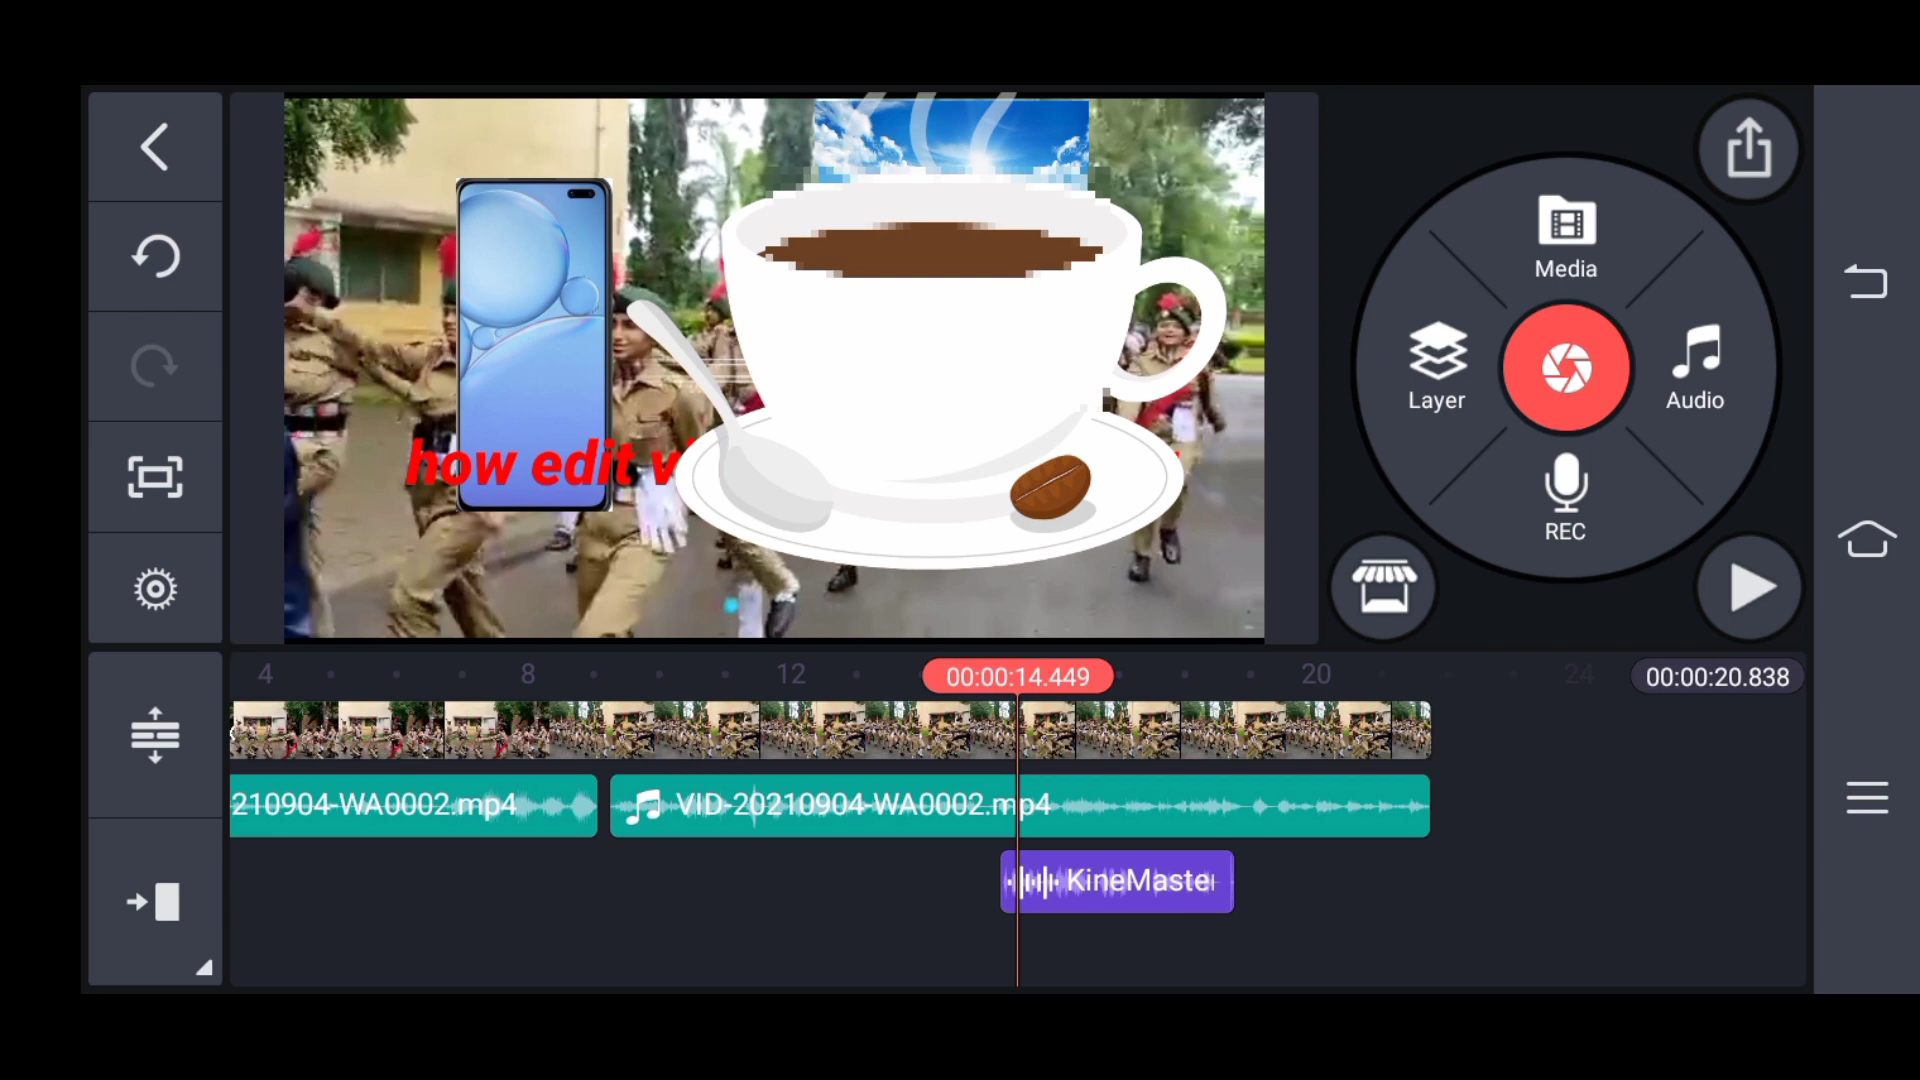 Media
Layer
Audio
REC
how edit v
4
8
12
00:00:14.449
20
24
00:00:20.838
210904-WA0002.mp4
VID-20210904-WA0002.mp4
KineMaste